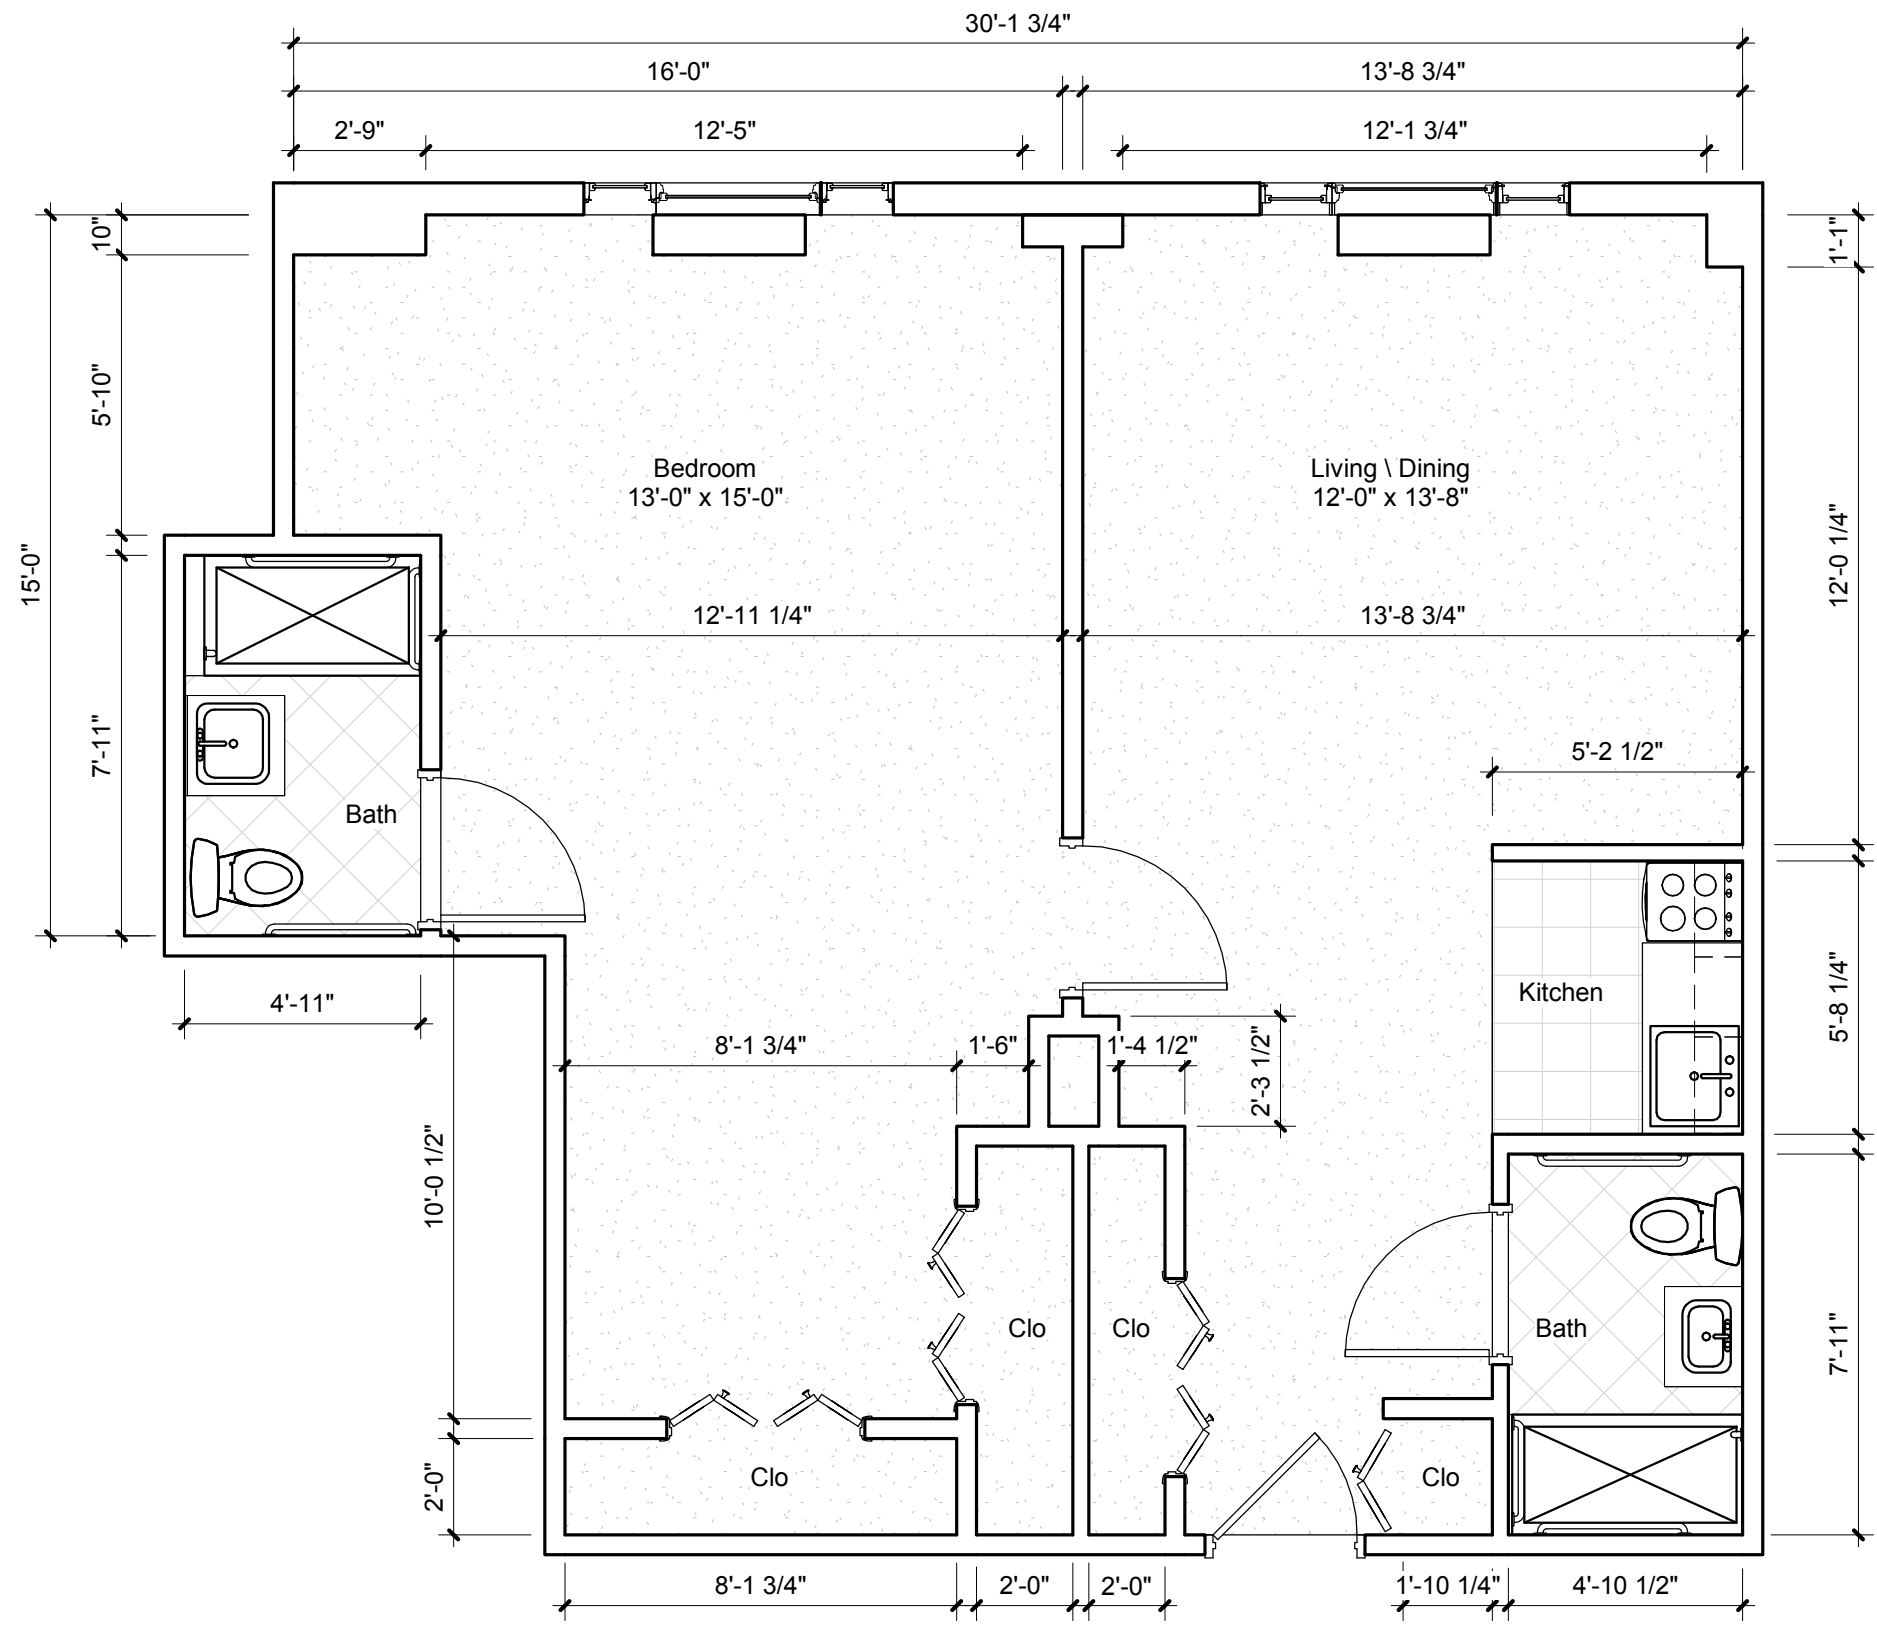 30'-1 3/4"
16'-0"
13'-8 3/4"
2'-9"
12'-5"
12'-1 3/4"
10"
1'-1"
5'-10"
Bedroom
13'-0" x 15'-0"
Living \ Dining
12'-0" x 13'-8"
15'-0"
12'-0 1/4"
12'-11 1/4"
13'-8 3/4"
7'-11"
5'-2 1/2"
Bath
Kitchen
5'-8 1/4"
4'-11"
8'-1 3/4"
1'-6"
1'-4 1/2"
2'-3 1/2"
10'-0 1/2"
Clo
Clo
Bath
7'-11"
Clo
Clo
2'-0"
8'-1 3/4"
2'-0"
2'-0"
1'-10 1/4"
4'-10 1/2"